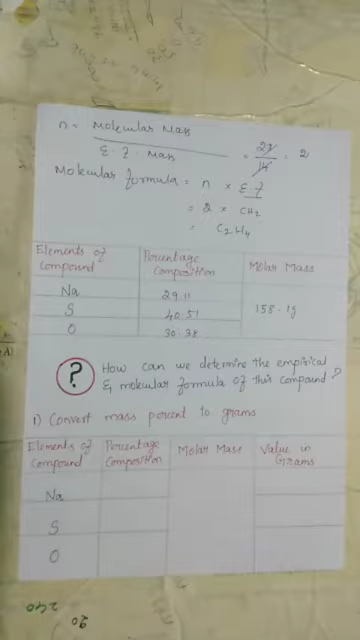 n = Molecular Mass
E. F. Mass
= 28
14
= 2
Molecular formula = n × E.F
= 2 × CH2
= C2H4
Elements of Compound | Percentage Composition | Molar Mass
Na | 29.11 | 158.1g
S | 40.51
O | 30.38
? How can we determine the empirical
& molecular formula of this compound?
1) Convert mass percent to grams
Elements of Compound | Percentage Composition | Molar Mass | Value in Grams
Na
S
O